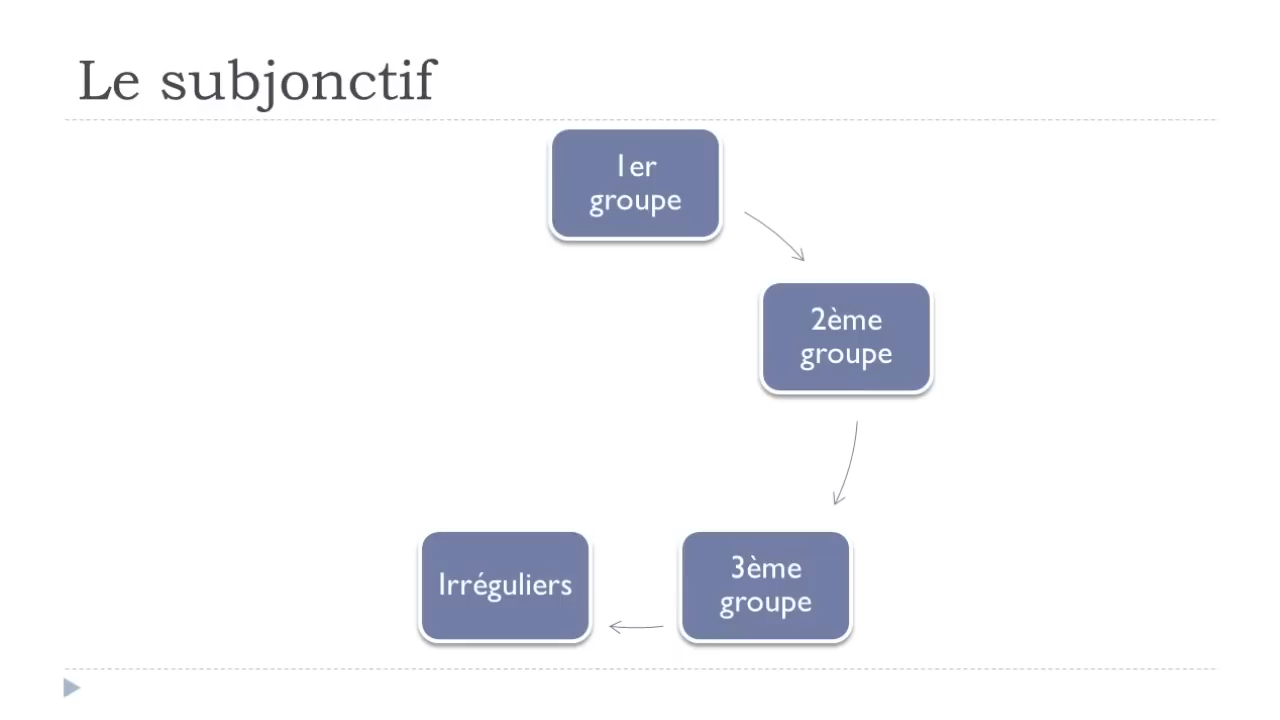 Le subjonctif
1er
groupe
2ème
groupe
3ème
groupe
Irréguliers